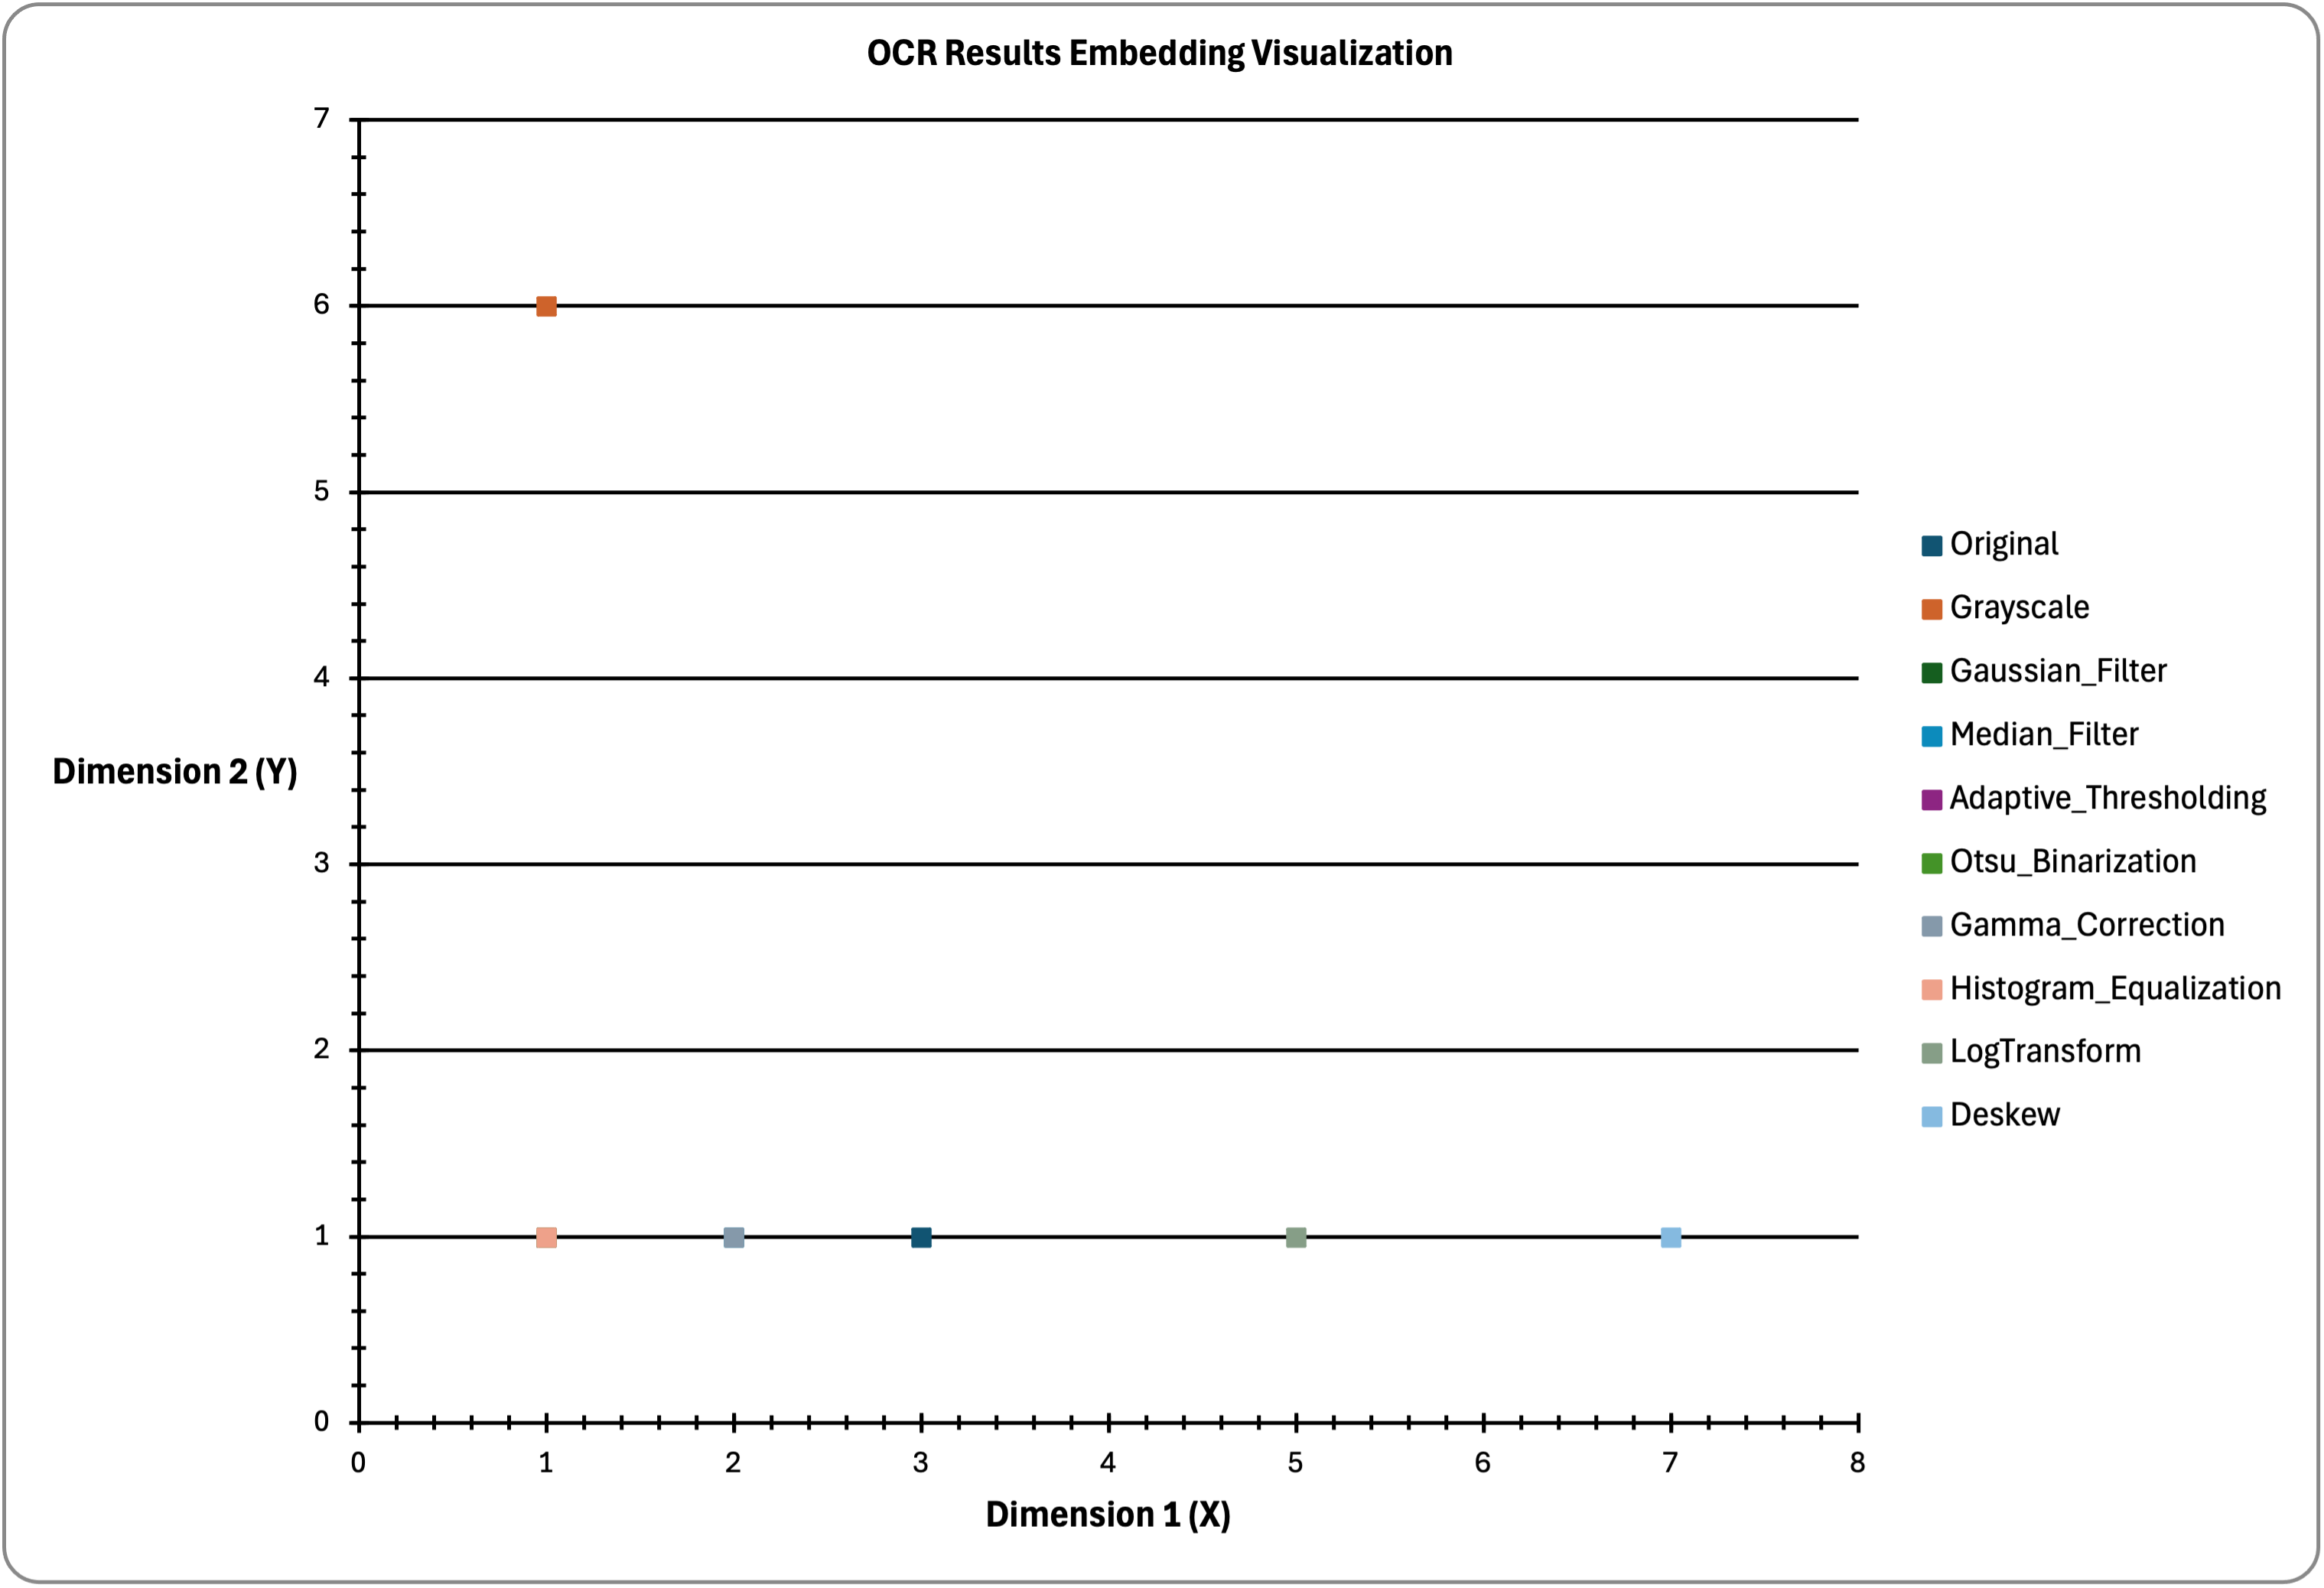 OCR Results Embedding Visualization
7
6
5
4
3
2
1
0
Dimension 2 (Y)
0 1 2 3 4 5 6 7 8
Dimension 1 (X)
Original
Grayscale
Gaussian_Filter
Median_Filter
Adaptive_Thresholding
Otsu_Binarization
Gamma_Correction
Histogram_Equalization
LogTransform
Deskew